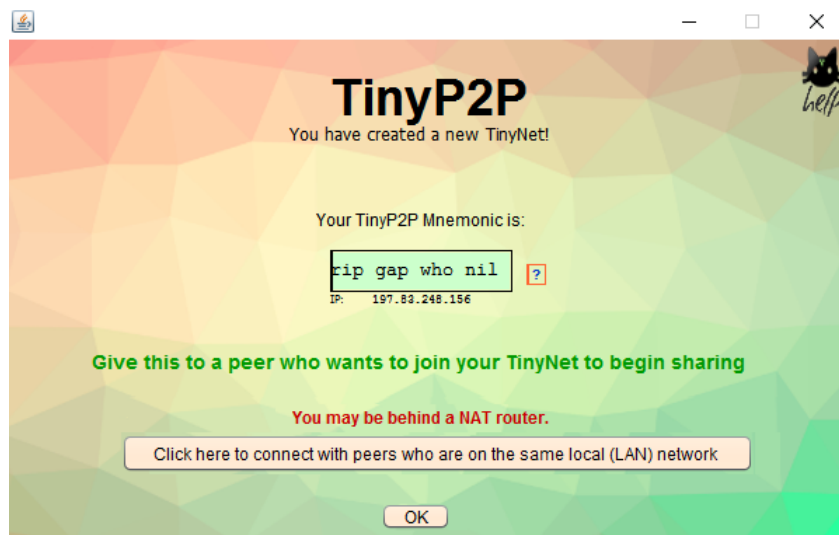 help
TinyP2P
You have created a new TinyNet!
Your TinyP2P Mnemonic is:
rip gap who nil ?
IP: 197.83.248.156
Give this to a peer who wants to join your TinyNet to begin sharing
You may be behind a NAT router.
Click here to connect with peers who are on the same local (LAN) network
OK